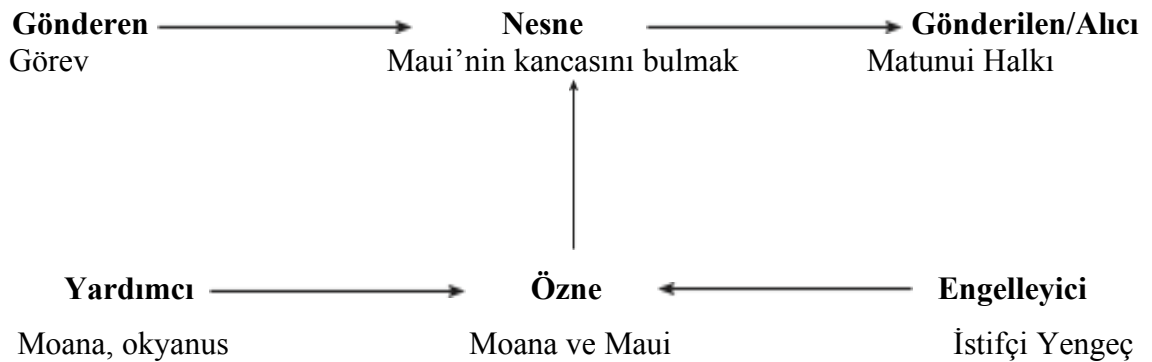 Gönderen Nesne Gönderilen/Alıcı
Görev Maui’nin kancasını bulmak Matunui Halkı
Yardımcı Özne Engelleyici
Moana, okyanus Moana ve Maui İstifçi Yengeç